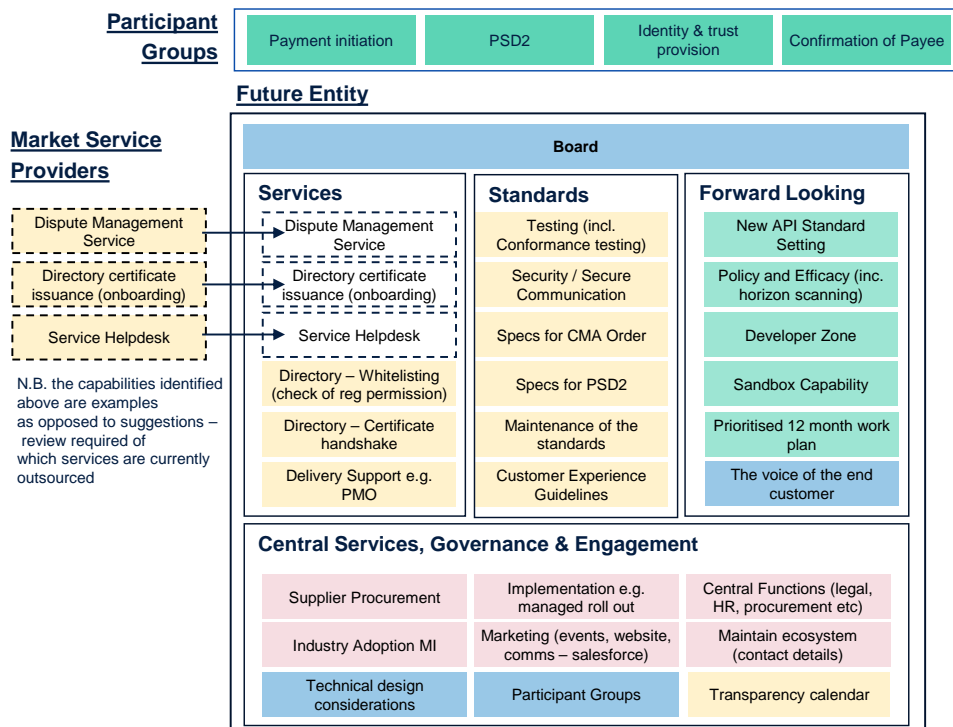 Participant
Groups
Payment initiation
PSD2
Identity & trust
provision
Confirmation of Payee
Future Entity
Market Service
Providers
Board
Dispute Management
Service
Directory certificate
issuance (onboarding)
Service Helpdesk
N.B. the capabilities identified
above are examples
as opposed to suggestions –
review required of
which services are currently
outsourced
Services
Dispute Management
Service
Directory certificate
issuance (onboarding)
Service Helpdesk
Directory – Whitelisting
(check of reg permission)
Directory – Certificate
handshake
Delivery Support e.g.
PMO
Standards
Testing (incl.
Conformance testing)
Security / Secure
Communication
Specs for CMA Order
Specs for PSD2
Maintenance of the
standards
Customer Experience
Guidelines
Forward Looking
New API Standard
Setting
Policy and Efficacy (inc.
horizon scanning)
Developer Zone
Sandbox Capability
Prioritised 12 month work
plan
The voice of the end
customer
Central Services, Governance & Engagement
Supplier Procurement
Implementation e.g.
managed roll out
Central Functions (legal,
HR, procurement etc)
Industry Adoption MI
Marketing (events, website,
comms – salesforce)
Maintain ecosystem
(contact details)
Technical design
considerations
Participant Groups
Transparency calendar